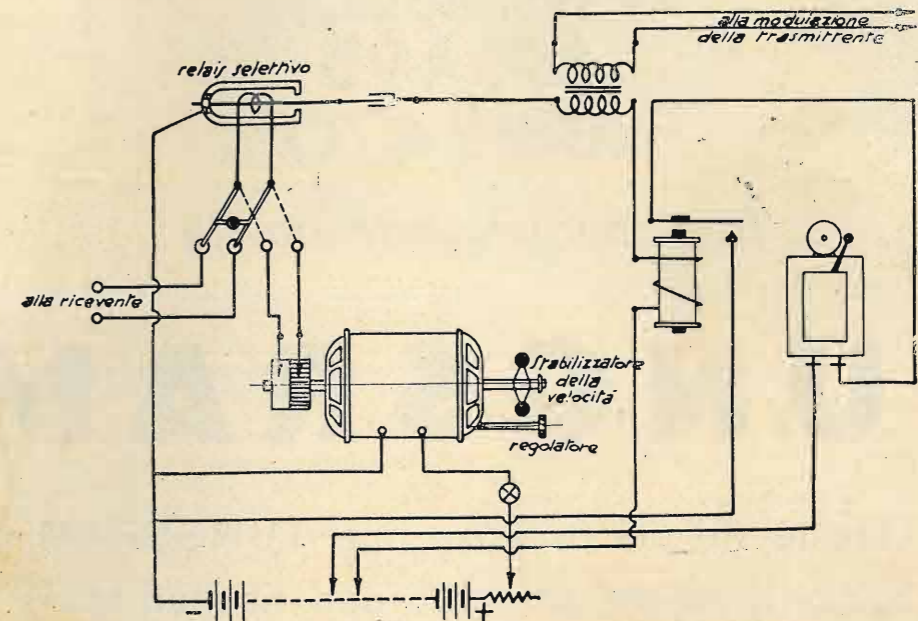 alla modulazione
della trasmittente
relais selettivo
alla ricevente
stabilizzatore
della
velocità
regolatore
+ +
- +